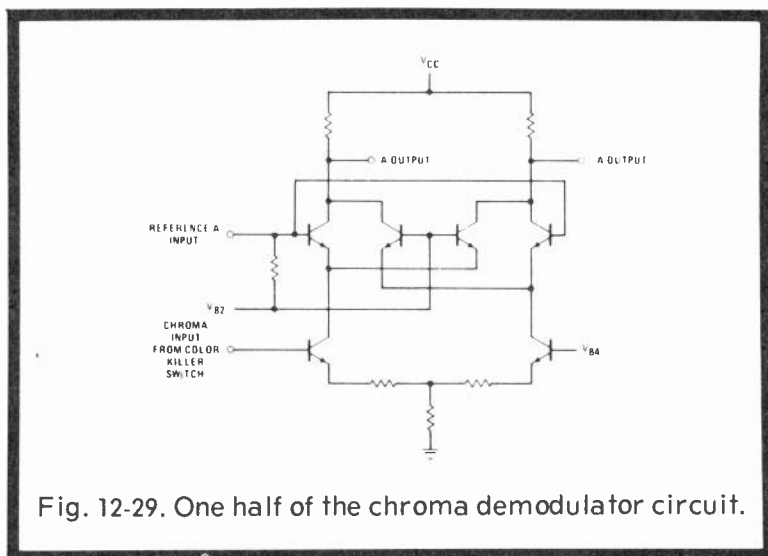 VCC
A OUTPUT
A OUTPUT
REFERENCE A
INPUT
VB2
CHROMA
INPUT
FROM COLOR
KILLER
SWITCH
VB4
Fig. 12-29. One half of the chroma demodulator circuit.